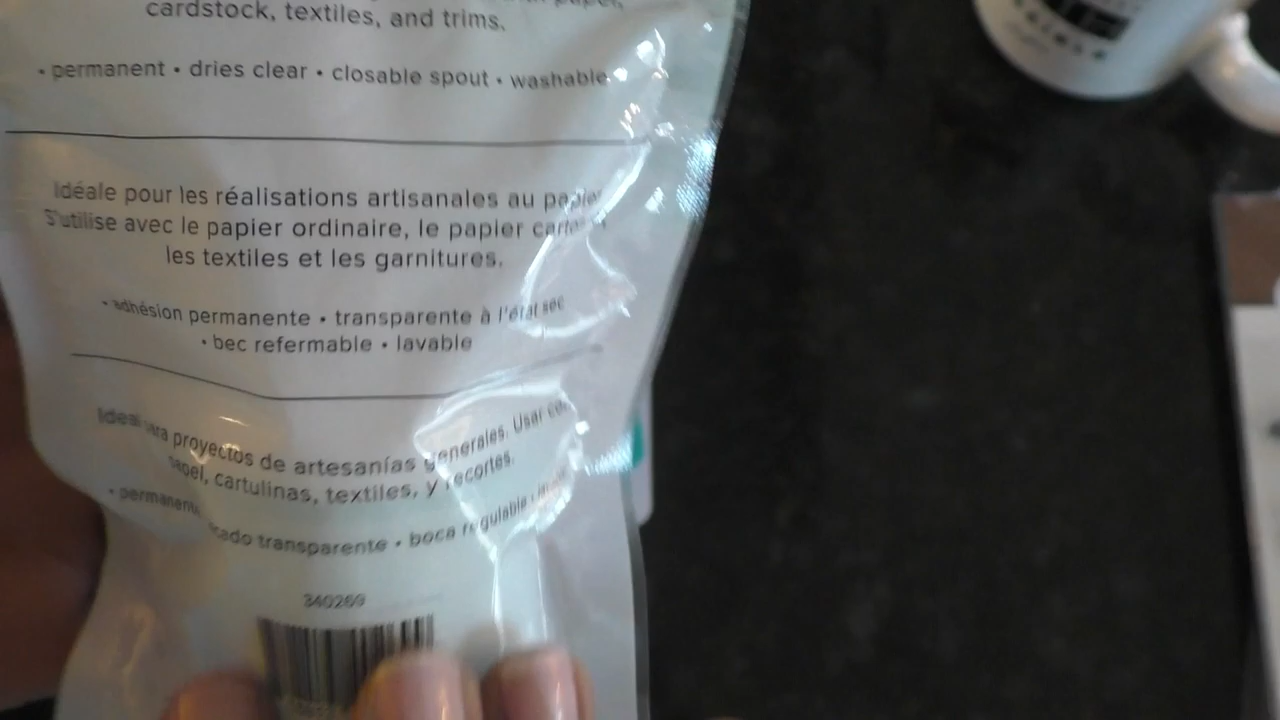 cardstock, textiles, and trims.
• permanent • dries clear • closable spout • washable
Idéale pour les réalisations artisanales au papier
S'utilise avec le papier ordinaire, le papier
les textiles et les garnitures.
• adhésion permanente • transparente à l'état sec
• bec refermable • lavable
Ideal para proyectos de artesanías generales. Usar con
papel, cartulinas, textiles, y recortes.
transparente • boca regulable
340269